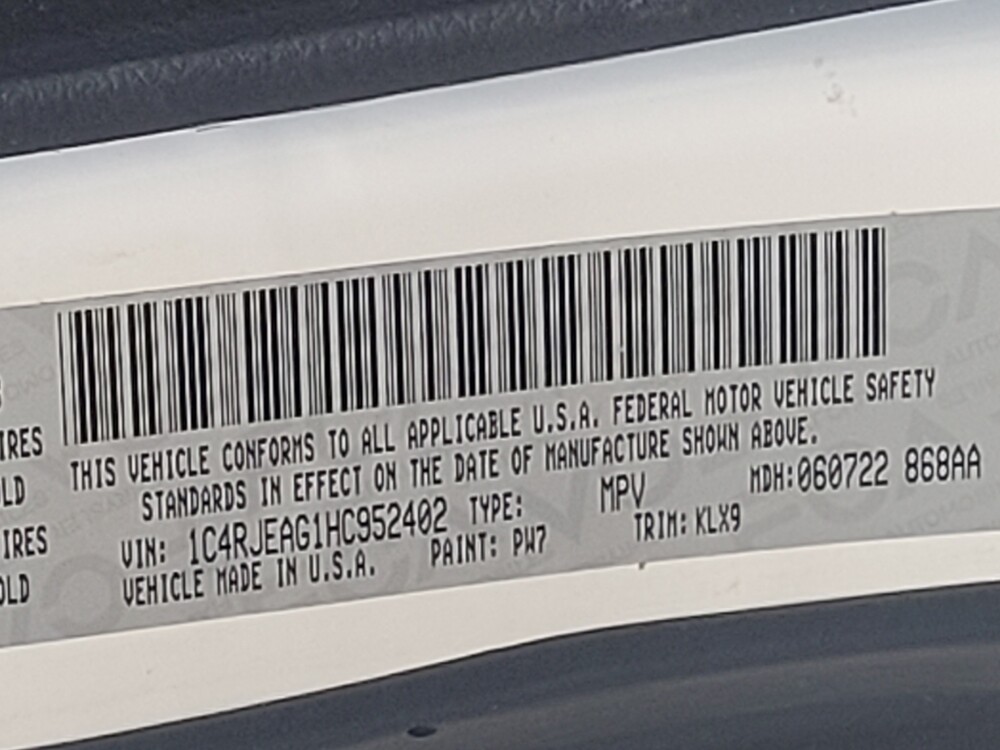 IRES
OLD
IRES
OLD
THIS VEHICLE CONFORMS TO ALL APPLICABLE U.S.A. FEDERAL MOTOR VEHICLE SAFETY
STANDARDS IN EFFECT ON THE DATE OF MANUFACTURE SHOWN ABOVE.
VIN: 1C4RJEAG1HC952402 TYPE: MPV MDH:060722 868AA
VEHICLE MADE IN U.S.A. PAINT: PW7 TRIM: KLX9